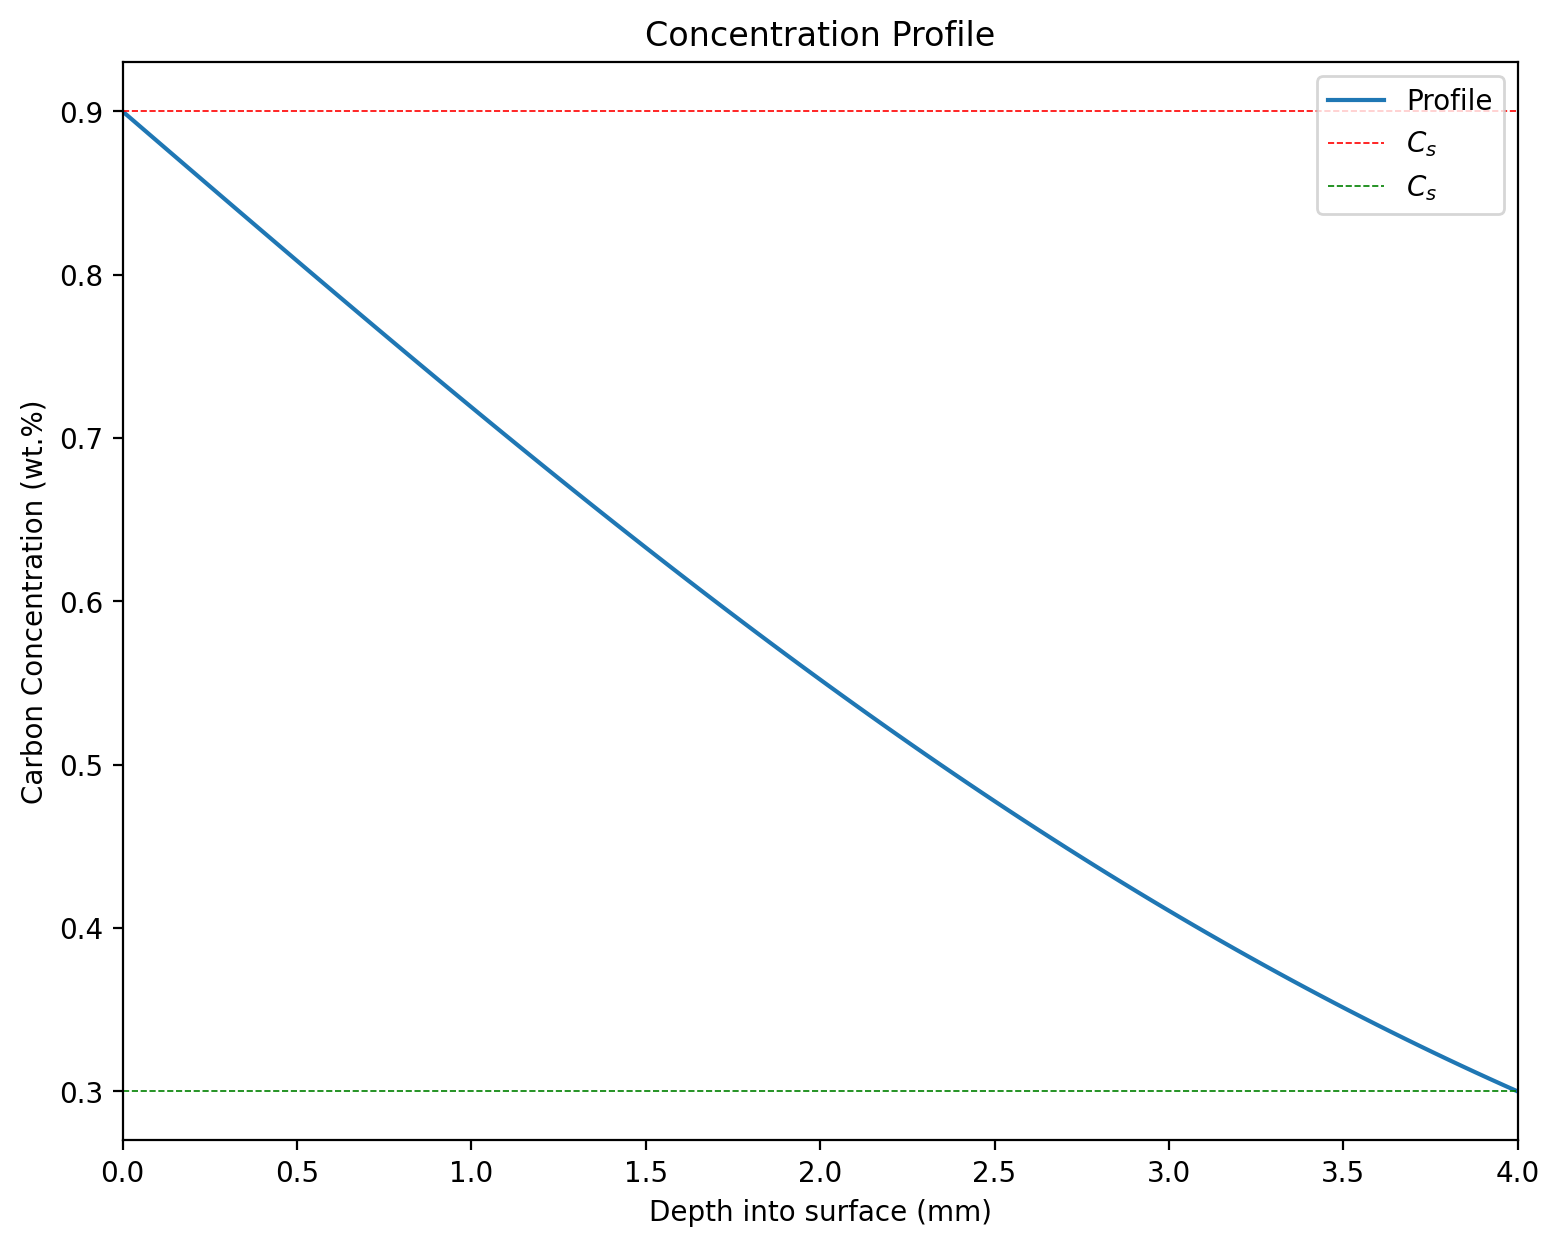 Concentration Profile
Profile
C_s
C_s
0.9
0.8
0.7
0.6
0.5
0.4
0.3
Carbon Concentration (wt.%)
0.0 0.5 1.0 1.5 2.0 2.5 3.0 3.5 4.0
Depth into surface (mm)